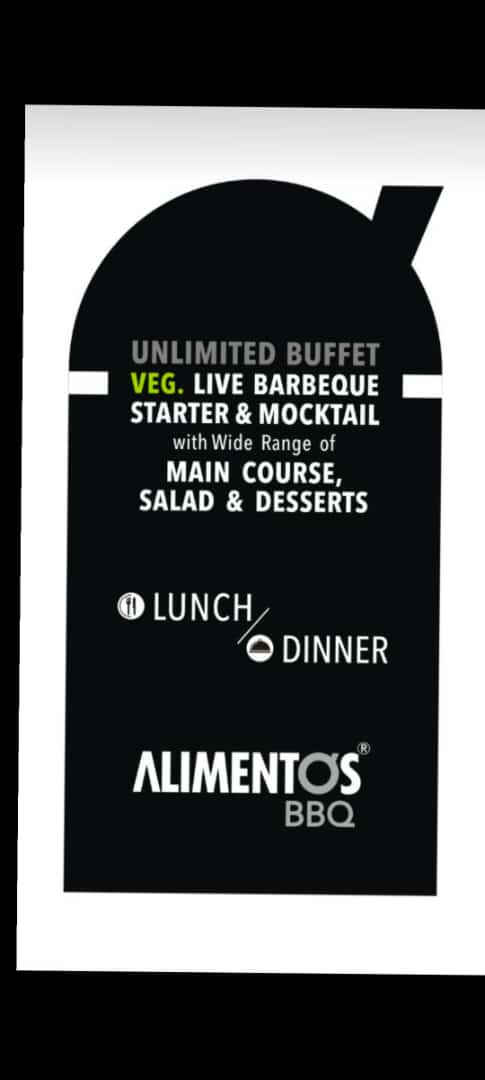 UNLIMITED BUFFET
VEG. LIVE BARBEQUE
STARTER & MOCKTAIL
with Wide Range of
MAIN COURSE,
SALAD & DESSERTS
LUNCH
DINNER
ALIMENTOS®
BBQ